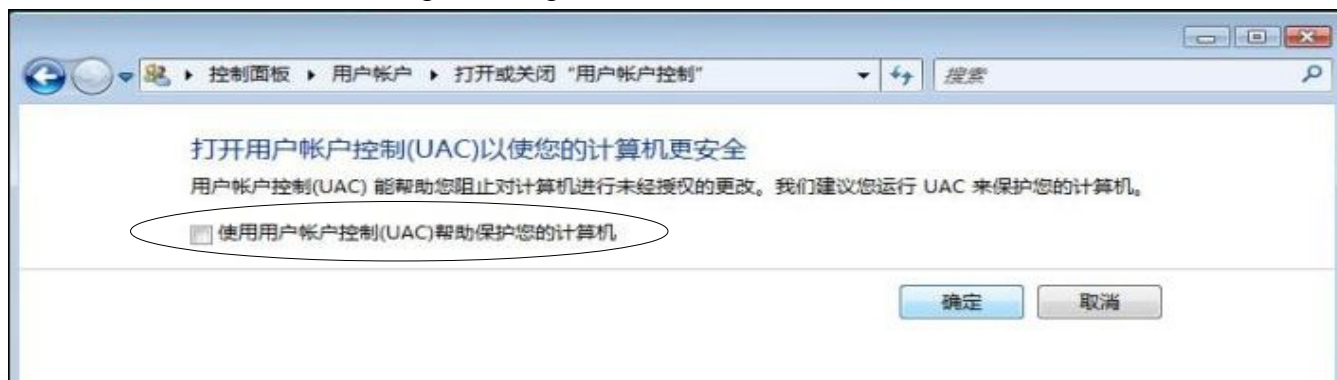 控制面板 ▸ 用户帐户 ▸ 打开或关闭 "用户帐户控制"
搜索
打开用户帐户控制(UAC)以使您的计算机更安全
用户帐户控制(UAC) 能帮助您阻止对计算机进行未经授权的更改。我们建议您运行 UAC 来保护您的计算机。
使用用户帐户控制(UAC)帮助保护您的计算机
确定
取消